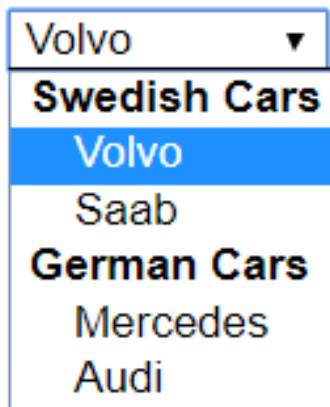 Volvo
Swedish Cars
Volvo
Saab
German Cars
Mercedes
Audi